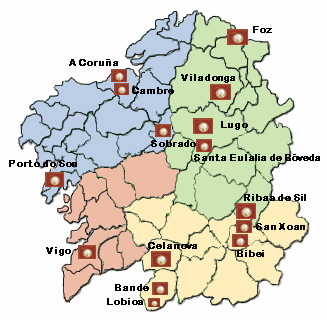 Foz
A Coruña
Viladonga
Cambre
Lugo
Sobrado
Santa Eulalia de Bóveda
Porto do Son
Ribas de Sil
San Xoan
Vigo
Celanova
Bibei
Bande
Lobios